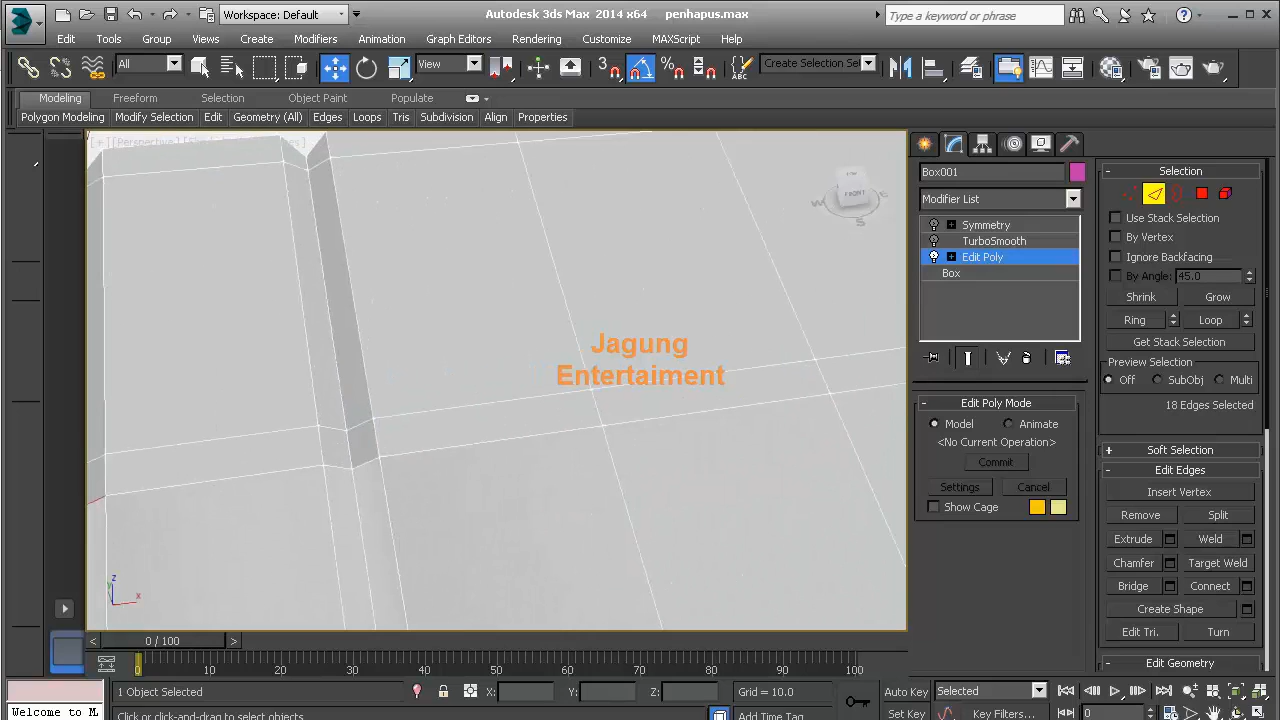 Autodesk 3ds Max 2014 x64 penhapus.max
Workspace: Default
Type a keyword or phrase
File Edit Tools Group Views Create Modifiers Animation Graph Editors Rendering Customize MAXScript Help
All
View
Create Selection Se
Modeling Freeform Selection Object Paint Populate
Polygon Modeling Modify Selection Edit Geometry (All) Edges Loops Tris Subdivision Align Properties
FRONT
Jagung
Entertaiment
Box001
Modifier List
Symmetry
TurboSmooth
Edit Poly
Box
Edit Poly Mode
Model Animate
<No Current Operation>
Commit
Settings Cancel
Show Cage
Selection
Use Stack Selection
By Vertex
Ignore Backfacing
By Angle: 45.0
Shrink Grow
Ring Loop
Get Stack Selection
Preview Selection
Off SubObj Multi
18 Edges Selected
Soft Selection
Edit Edges
Insert Vertex
Remove Split
Extrude Weld
Chamfer Target Weld
Bridge Connect
Create Shape
Edit Tri. Turn
Edit Geometry
z
x
0 / 100
0 10 20 30 40 50 60 70 80 90 100
1 Object Selected X: Y: Z: Grid = 10.0 Auto Key Selected
Welcome to M Click or click-and-drag to select objects Add Time Tag Set Key Key Filters... 0